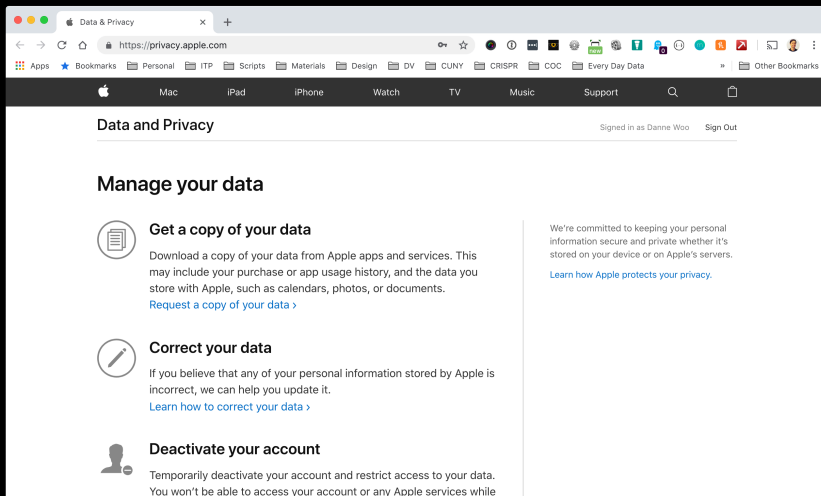 Data & Privacy
https://privacy.apple.com
new
0
Apps Bookmarks Personal ITP Scripts Materials Design DV CUNY CRISPR COC Every Day Data » Other Bookmarks
Mac iPad iPhone Watch TV Music Support
Data and Privacy
Signed in as Danne Woo Sign Out
Manage your data
Get a copy of your data
Download a copy of your data from Apple apps and services. This
may include your purchase or app usage history, and the data you
store with Apple, such as calendars, photos, or documents.
Request a copy of your data ›
We're committed to keeping your personal
information secure and private whether it's
stored on your device or on Apple's servers.
Learn how Apple protects your privacy.
Correct your data
If you believe that any of your personal information stored by Apple is
incorrect, we can help you update it.
Learn how to correct your data ›
Deactivate your account
Temporarily deactivate your account and restrict access to your data.
You won't be able to access your account or any Apple services while